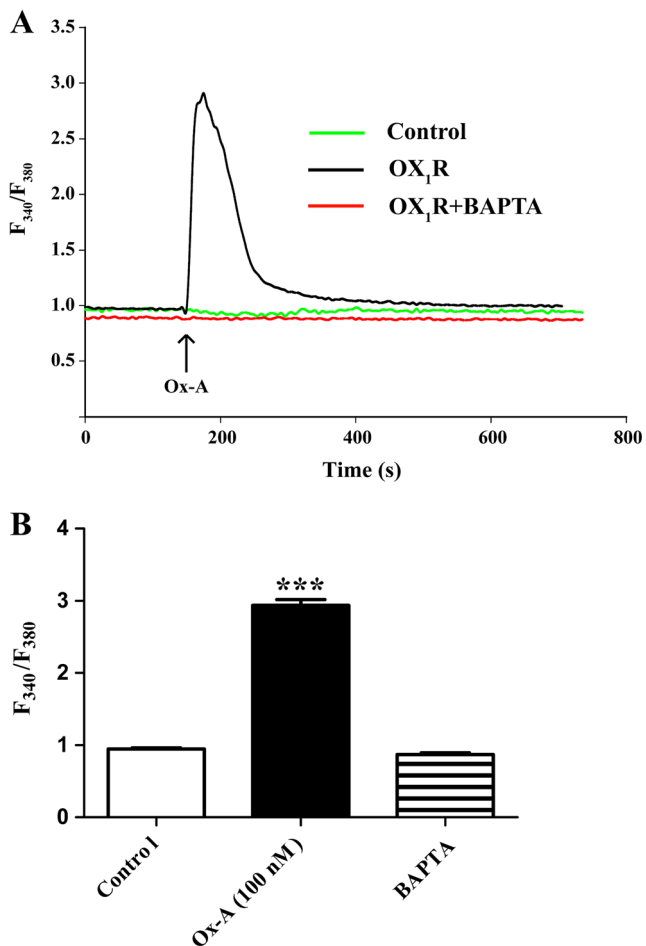 A
3.5
3.0
2.5
2.0
1.5
1.0
0.5
F340/F380
Control
OX1R
OX1R+BAPTA
Ox-A
0
200
400
600
800
Time (s)
B
4
3
2
1
0
F340/F380
***
Control
Ox-A (100 nM)
BAPTA